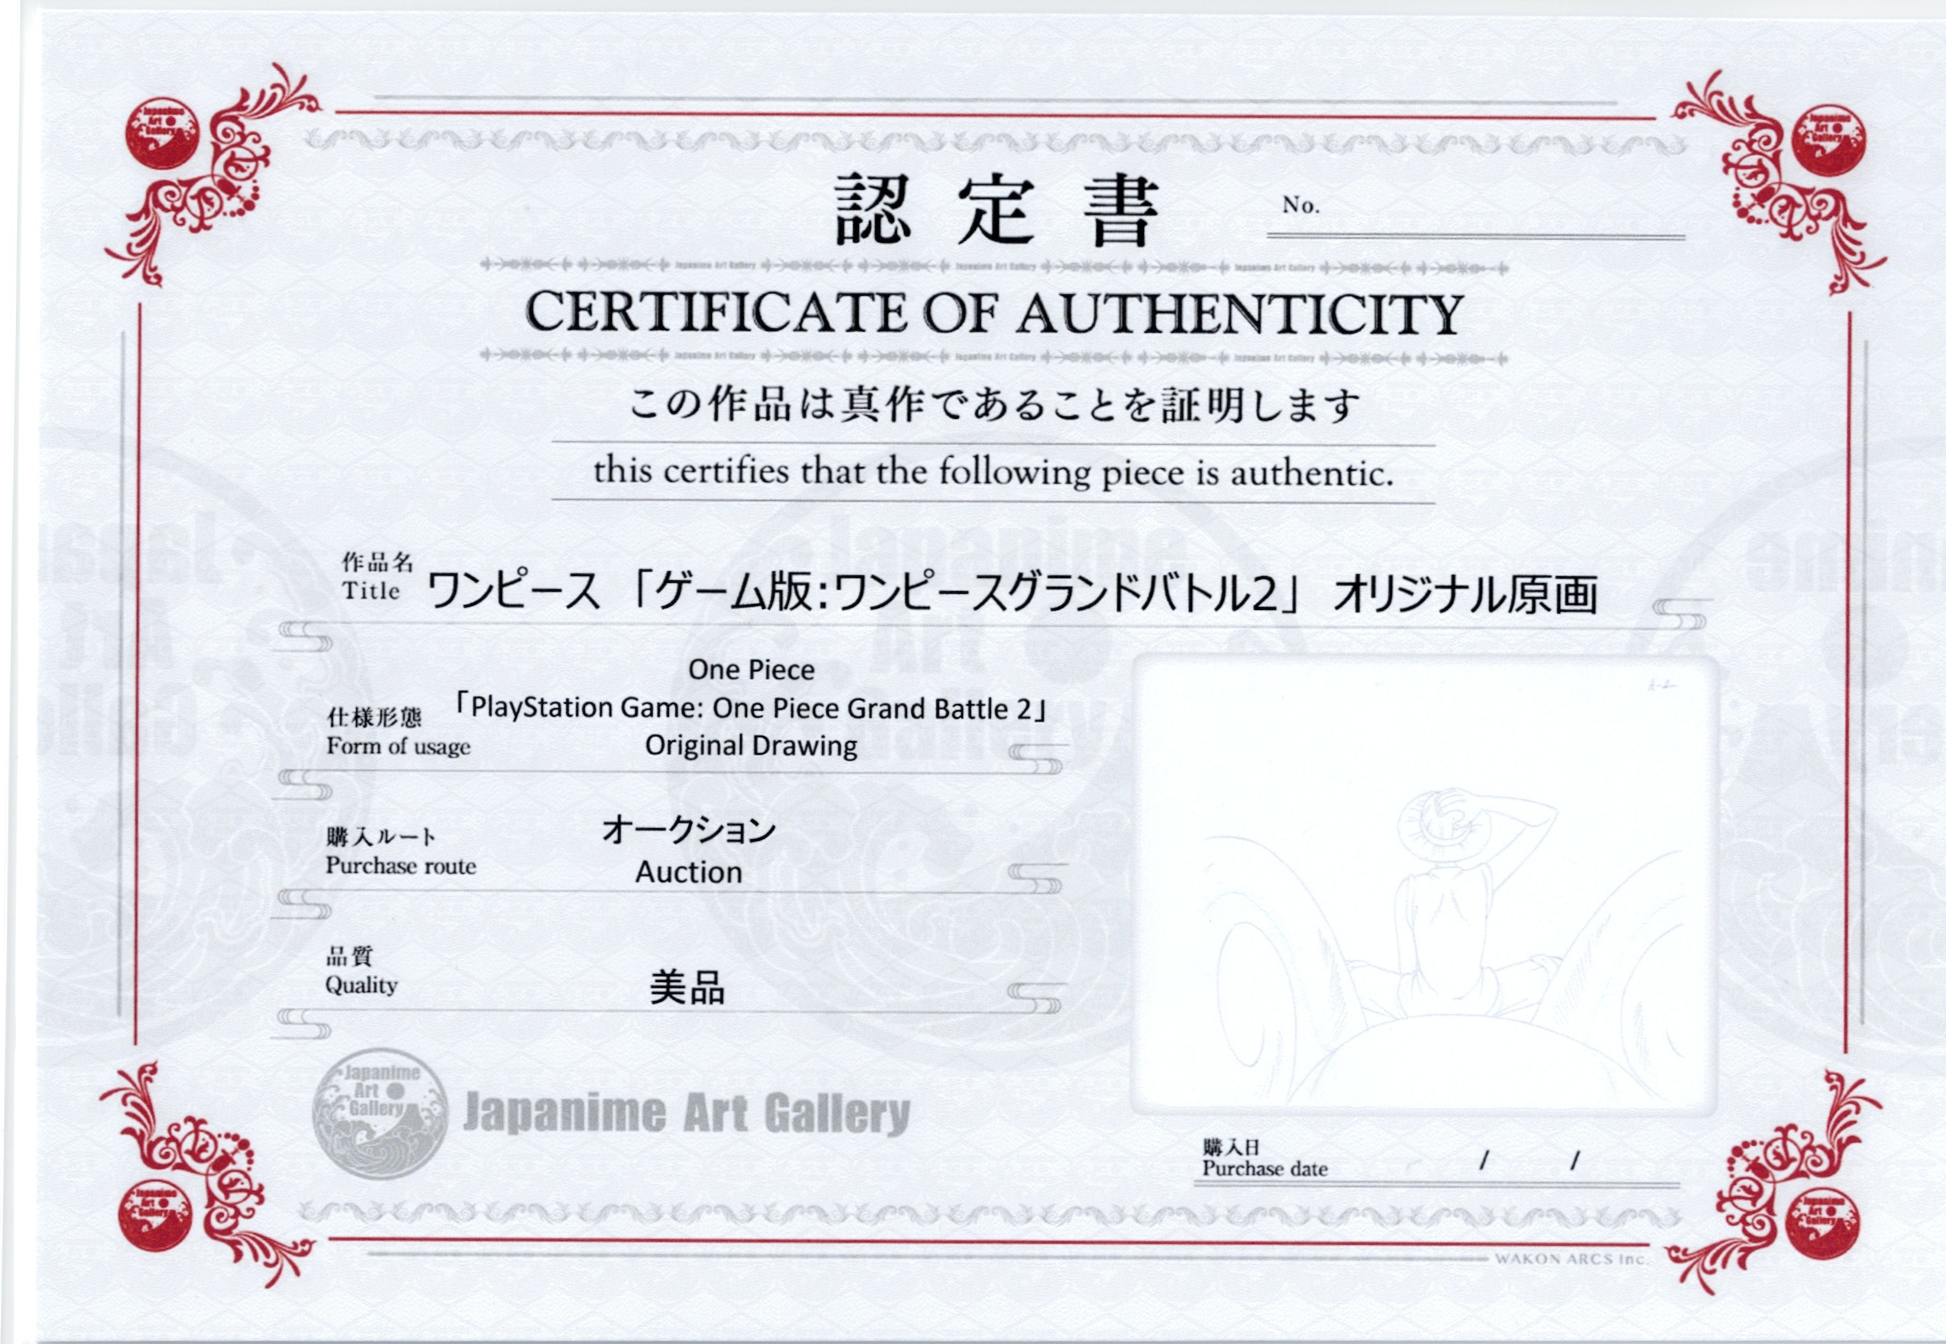 認定書
No.
CERTIFICATE OF AUTHENTICITY
この作品は真作であることを証明します
this certifies that the following piece is authentic.
作品名
Title
ワンピース 「ゲーム版：ワンピースグランドバトル2」 オリジナル原画
仕様形態
Form of usage
One Piece
「PlayStation Game: One Piece Grand Battle 2」
Original Drawing
購入ルート
Purchase route
オークション
Auction
品質
Quality
美品
Japanime
Art
Gallery
Japanime Art Gallery
購入日
Purchase date / /
WAKON ARCS Inc.